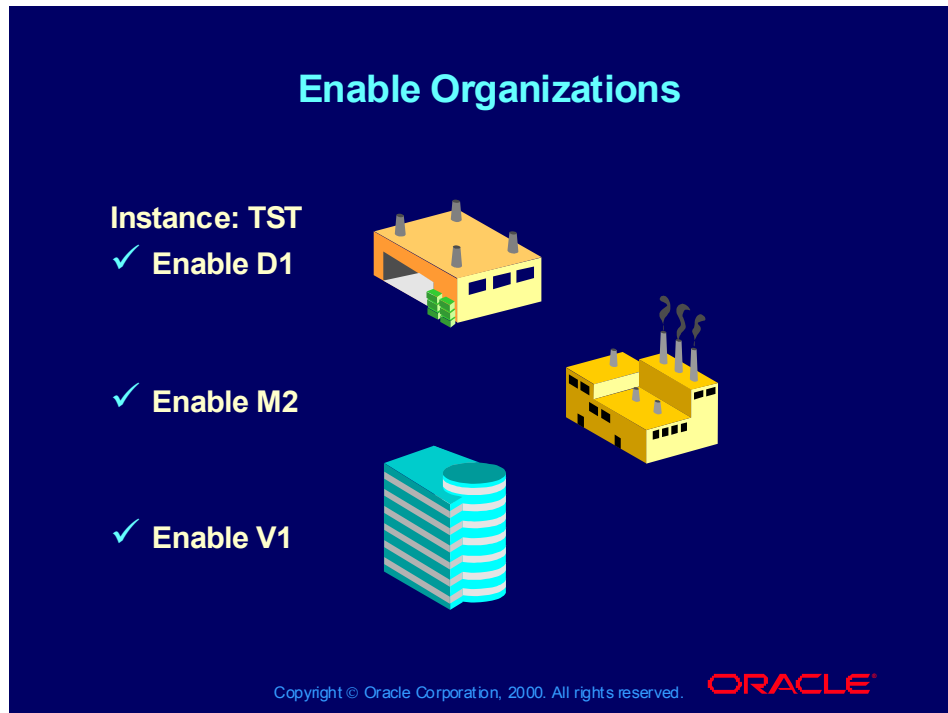 Enable Organizations
Instance: TST
✓ Enable D1
✓ Enable M2
✓ Enable V1
Copyright © Oracle Corporation, 2000. All rights reserved.
ORACLE®